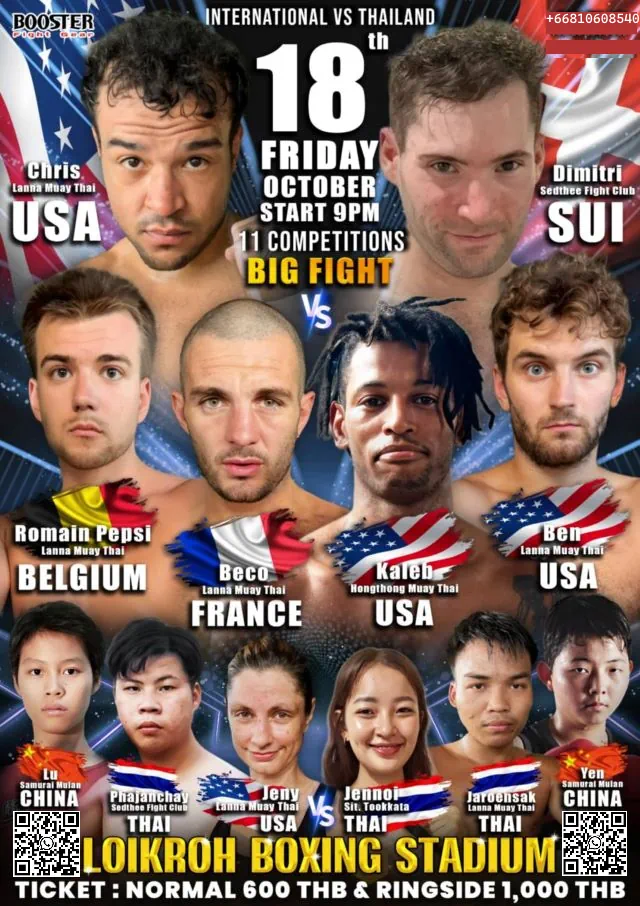 BOOSTER
Fight Gear
INTERNATIONAL VS THAILAND
+66810608540
18th
FRIDAY
OCTOBER
START 9PM
11 COMPETITIONS
BIG FIGHT
Chris
Lanna Muay Thai
USA
Dimitri
Sedthee Fight Club
SUI
VS
Romain Pepsi
Lanna Muay Thai
BELGIUM
Beco
Lanna Muay Thai
FRANCE
Kaleb
Hongthong Muay Thai
USA
Ben
Lanna Muay Thai
USA
Lu
Samurai Mulan
CHINA
Phajanchay
Sedthee Fight Club
THAI
Jeny
Lanna Muay Thai
USA
VS
Jennoi
Sit. Tookkata
THAI
Jaroensak
Lanna Muay Thai
THAI
Yen
Samurai Mulan
CHINA
LOIKROH BOXING STADIUM
TICKET : NORMAL 600 THB & RINGSIDE 1,000 THB